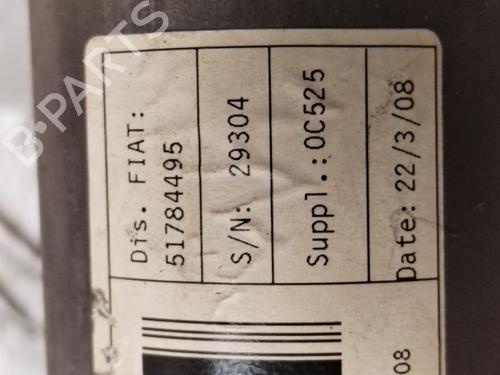 Dis. FIAT:
51784495
S/N: 29304
Suppl.: 0C525
Date: 22/3/08
08
B-PARTS